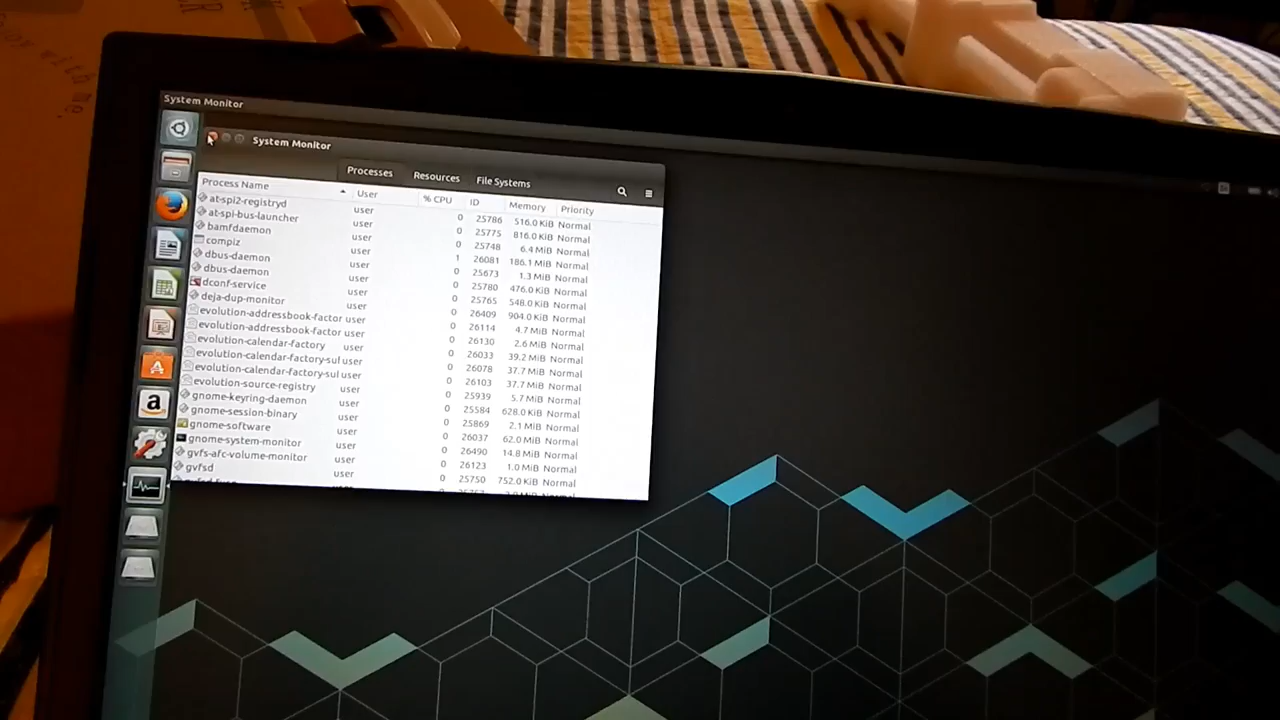 with me.
System Monitor
System Monitor
Processes Resources File Systems
Process Name User % CPU ID Memory Priority
at-spi2-registryd user 0 25786 516.0 KiB Normal
at-spi-bus-launcher user 0 25775 816.0 KiB Normal
bamfdaemon user 0 25748 6.4 MiB Normal
compiz user 1 26081 186.1 MiB Normal
dbus-daemon user 0 25673 1.3 MiB Normal
dbus-daemon user 0 25780 476.0 KiB Normal
dconf-service user 0 25765 548.0 KiB Normal
deja-dup-monitor user 0 26409 904.0 KiB Normal
evolution-addressbook-factor user 0 26114 4.7 MiB Normal
evolution-addressbook-factor user 0 26130 2.6 MiB Normal
evolution-calendar-factory user 0 26033 39.2 MiB Normal
evolution-calendar-factory-sul user 0 26078 37.7 MiB Normal
evolution-calendar-factory-sul user 0 26103 37.7 MiB Normal
evolution-source-registry user 0 25939 5.7 MiB Normal
gnome-keyring-daemon user 0 25584 628.0 KiB Normal
gnome-session-binary user 0 25869 2.1 MiB Normal
gnome-software user 0 26037 62.0 MiB Normal
gnome-system-monitor user 0 26490 14.8 MiB Normal
gvfs-afc-volume-monitor user 0 26123 1.0 MiB Normal
gvfsd user 0 25750 752.0 KiB Normal